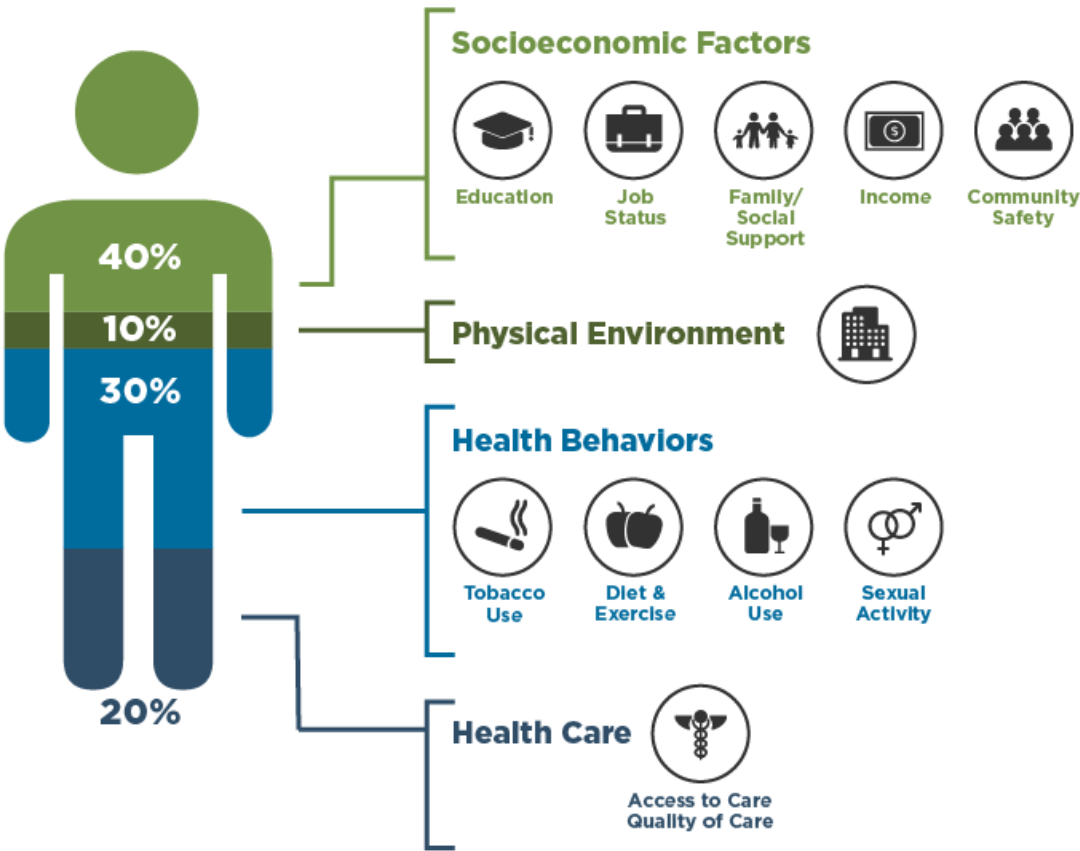 Socioeconomic Factors
Education
Job
Status
Family/
Social
Support
Income
Community
Safety
40%
10%
Physical Environment
30%
Health Behaviors
Tobacco
Use
Diet &
Exercise
Alcohol
Use
Sexual
Activity
20%
Health Care
Access to Care
Quality of Care